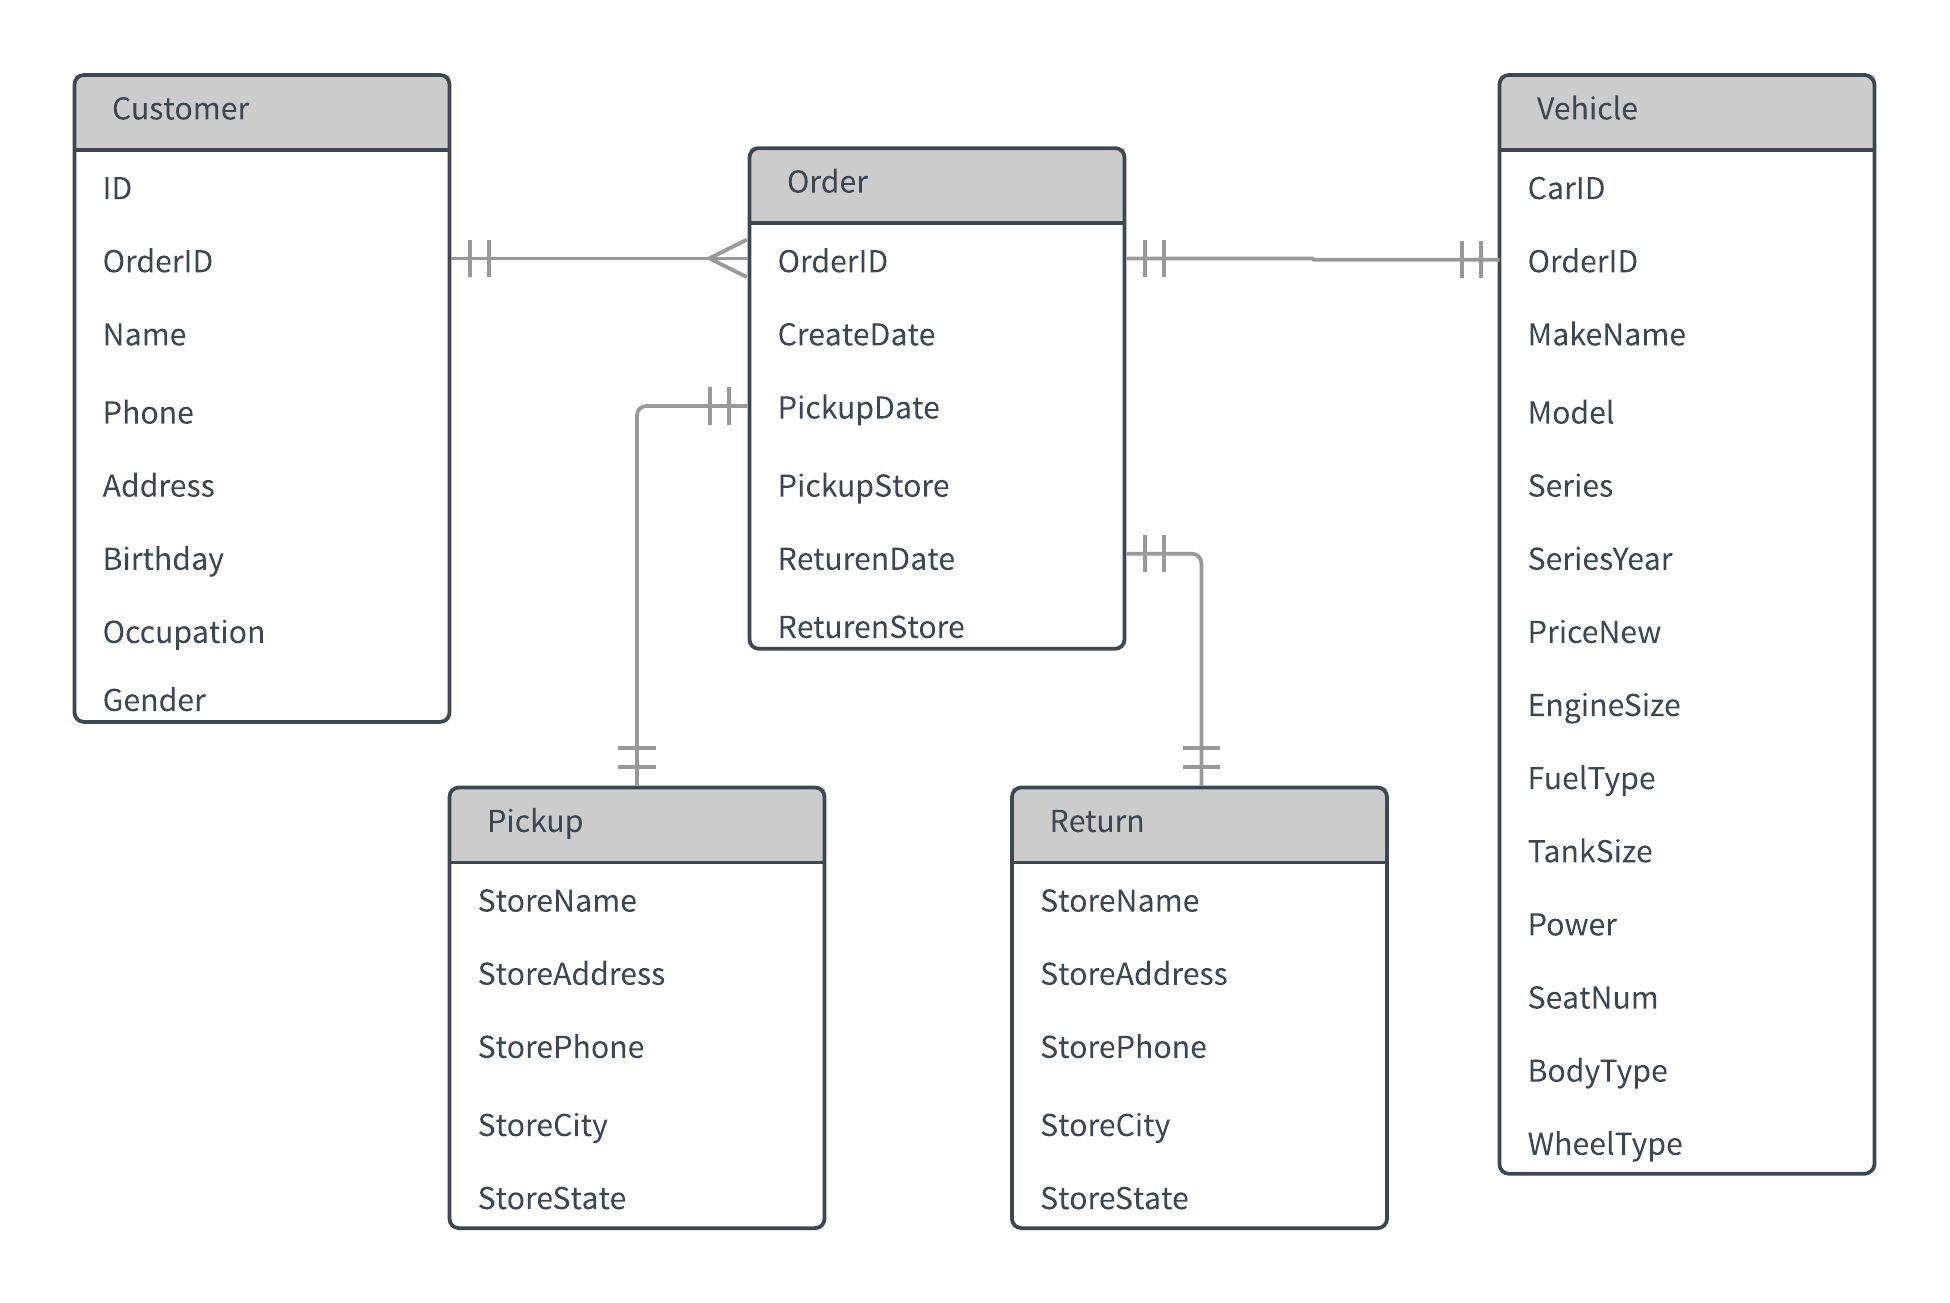 Customer
ID
OrderID
Name
Phone
Address
Birthday
Occupation
Gender
Order
OrderID
CreateDate
PickupDate
PickupStore
ReturenDate
ReturenStore
Vehicle
CarID
OrderID
MakeName
Model
Series
SeriesYear
PriceNew
EngineSize
FuelType
TankSize
Power
SeatNum
BodyType
WheelType
Pickup
StoreName
StoreAddress
StorePhone
StoreCity
StoreState
Return
StoreName
StoreAddress
StorePhone
StoreCity
StoreState